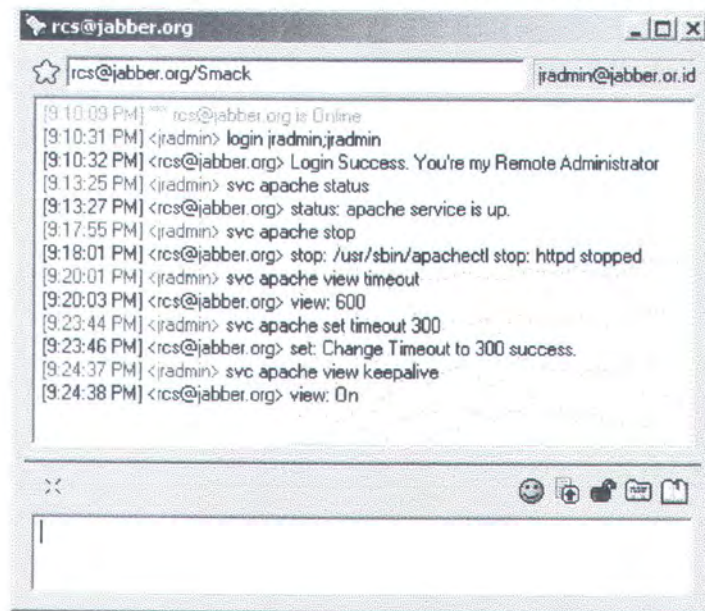 rcs@jabber.org
rcs@jabber.org/Smack jradmin@jabber.or.id
[9:10:09 PM] *** rcs@jabber.org is Online
[9:10:31 PM] <jradmin> login jradmin;jradmin
[9:10:32 PM] <rcs@jabber.org> Login Success. You're my Remote Administrator
[9:13:25 PM] <jradmin> svc apache status
[9:13:27 PM] <rcs@jabber.org> status: apache service is up.
[9:17:55 PM] <jradmin> svc apache stop
[9:18:01 PM] <rcs@jabber.org> stop: /usr/sbin/apachectl stop: httpd stopped
[9:20:01 PM] <jradmin> svc apache view timeout
[9:20:03 PM] <rcs@jabber.org> view: 600
[9:23:44 PM] <jradmin> svc apache set timeout 300
[9:23:46 PM] <rcs@jabber.org> set: Change Timeout to 300 success.
[9:24:37 PM] <jradmin> svc apache view keepalive
[9:24:38 PM] <rcs@jabber.org> view: On